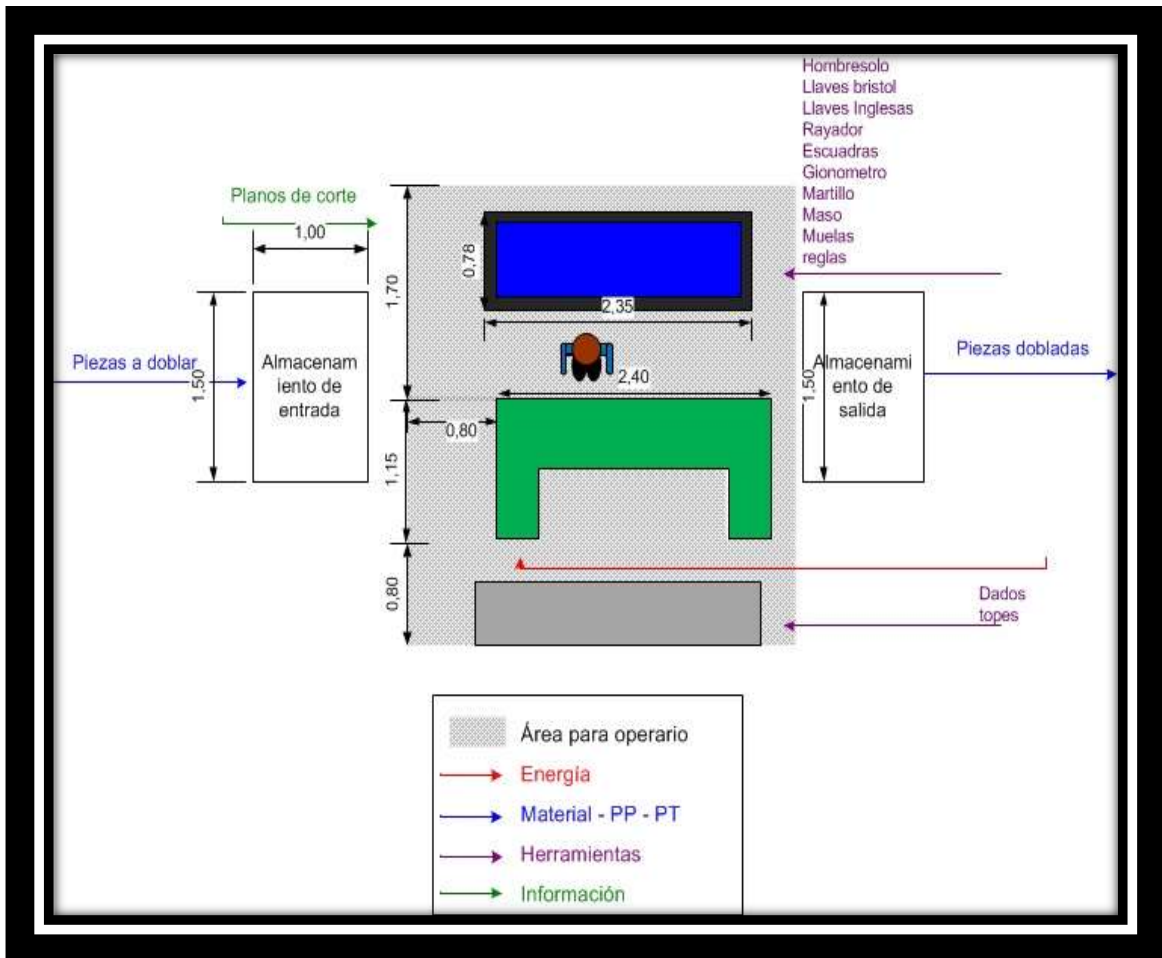 Hombresolo
Llaves bristol
Llaves Inglesas
Rayador
Escuadras
Gionometro
Martillo
Maso
Muelas
reglas
Planos de corte
1,00
0,78
1,70
2,35
Piezas a doblar
1,50
Almacenam
iento de
entrada
2,40
1,50
Almacenami
ento de
salida
Piezas dobladas
0,80
1,15
0,80
Dados
topes
Área para operario
Energía
Material - PP - PT
Herramientas
Información